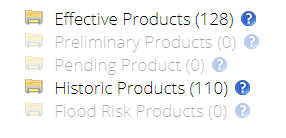 Effective Products (128) ?
Preliminary Products (0) ?
Pending Product (0) ?
Historic Products (110) ?
Flood Risk Products (0) ?